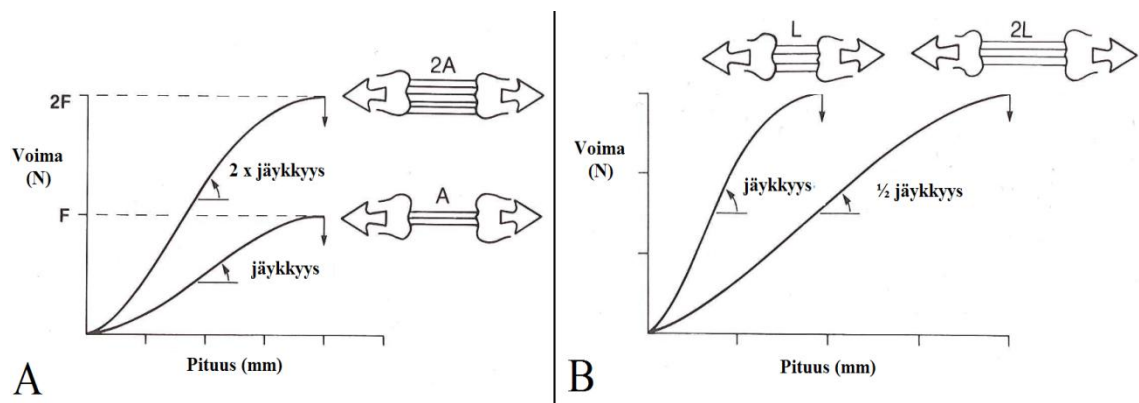 2A
2F
Voima
(N)
2 x jäykkyys
F
A
jäykkyys
Pituus (mm)
A
L
2L
Voima
(N)
jäykkyys
½ jäykkyys
Pituus (mm)
B